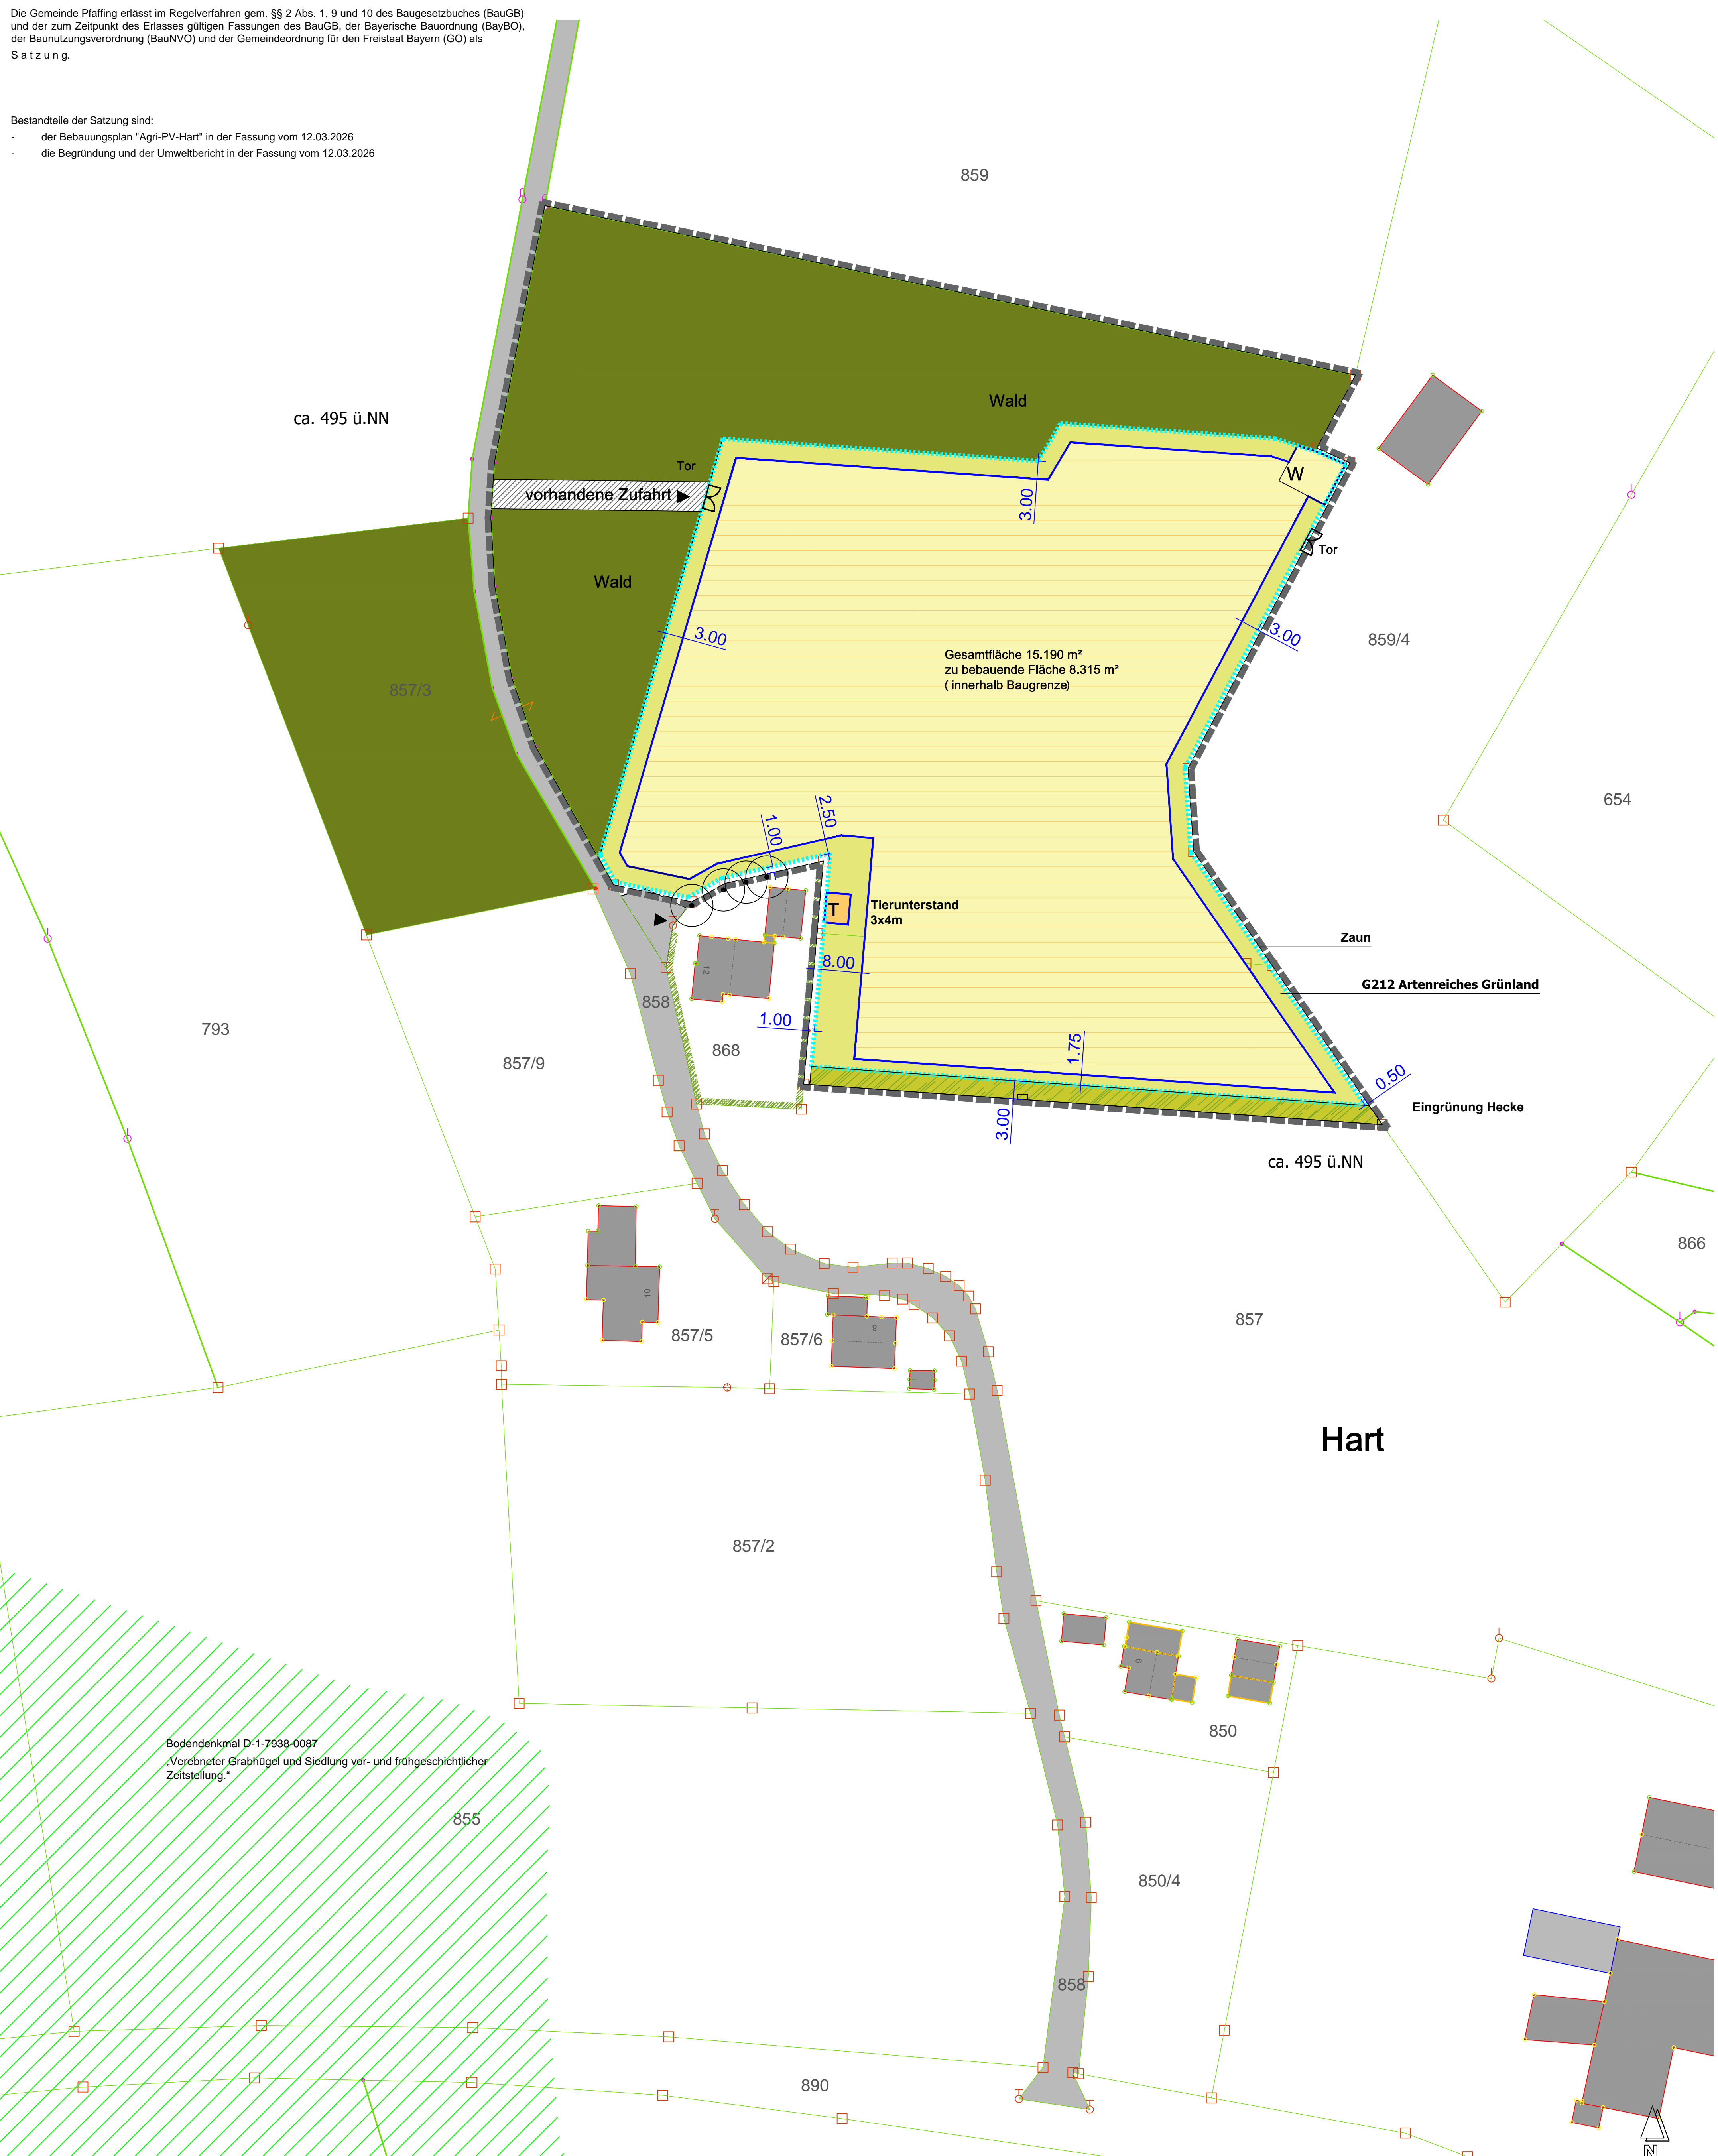 Die Gemeinde Pfaffing erlässt im Regelverfahren gem. §§ 2 Abs. 1, 9 und 10 des Baugesetzbuches (BauGB)
und der zum Zeitpunkt des Erlasses gültigen Fassungen des BauGB, der Bayerische Bauordnung (BayBO),
der Baunutzungsverordnung (BauNVO) und der Gemeindeordnung für den Freistaat Bayern (GO) als
S a t z u n g.
Bestandteile der Satzung sind:
- der Bebauungsplan "Agri-PV-Hart" in der Fassung vom 12.03.2026
- die Begründung und der Umweltbericht in der Fassung vom 12.03.2026
859
Wald
ca. 495 ü.NN
Tor
W
vorhandene Zufahrt
3.00
Tor
Wald
3.00
3.00
859/4
Gesamtfläche 15.190 m²
zu bebauende Fläche 8.315 m²
( innerhalb Baugrenze)
857/3
654
2.50
1.00
T
Tierunterstand
3x4m
Zaun
8.00
12
G212 Artenreiches Grünland
858
1.00
793
868
1.75
857/9
0.50
Eingrünung Hecke
3.00
ca. 495 ü.NN
866
10
857
857/5
857/6
8
Hart
857/2
6
850
Bodendenkmal D-1-7938-0087
„Verebneter Grabhügel und Siedlung vor- und frühgeschichtlicher
Zeitstellung."
855
850/4
858
890
N